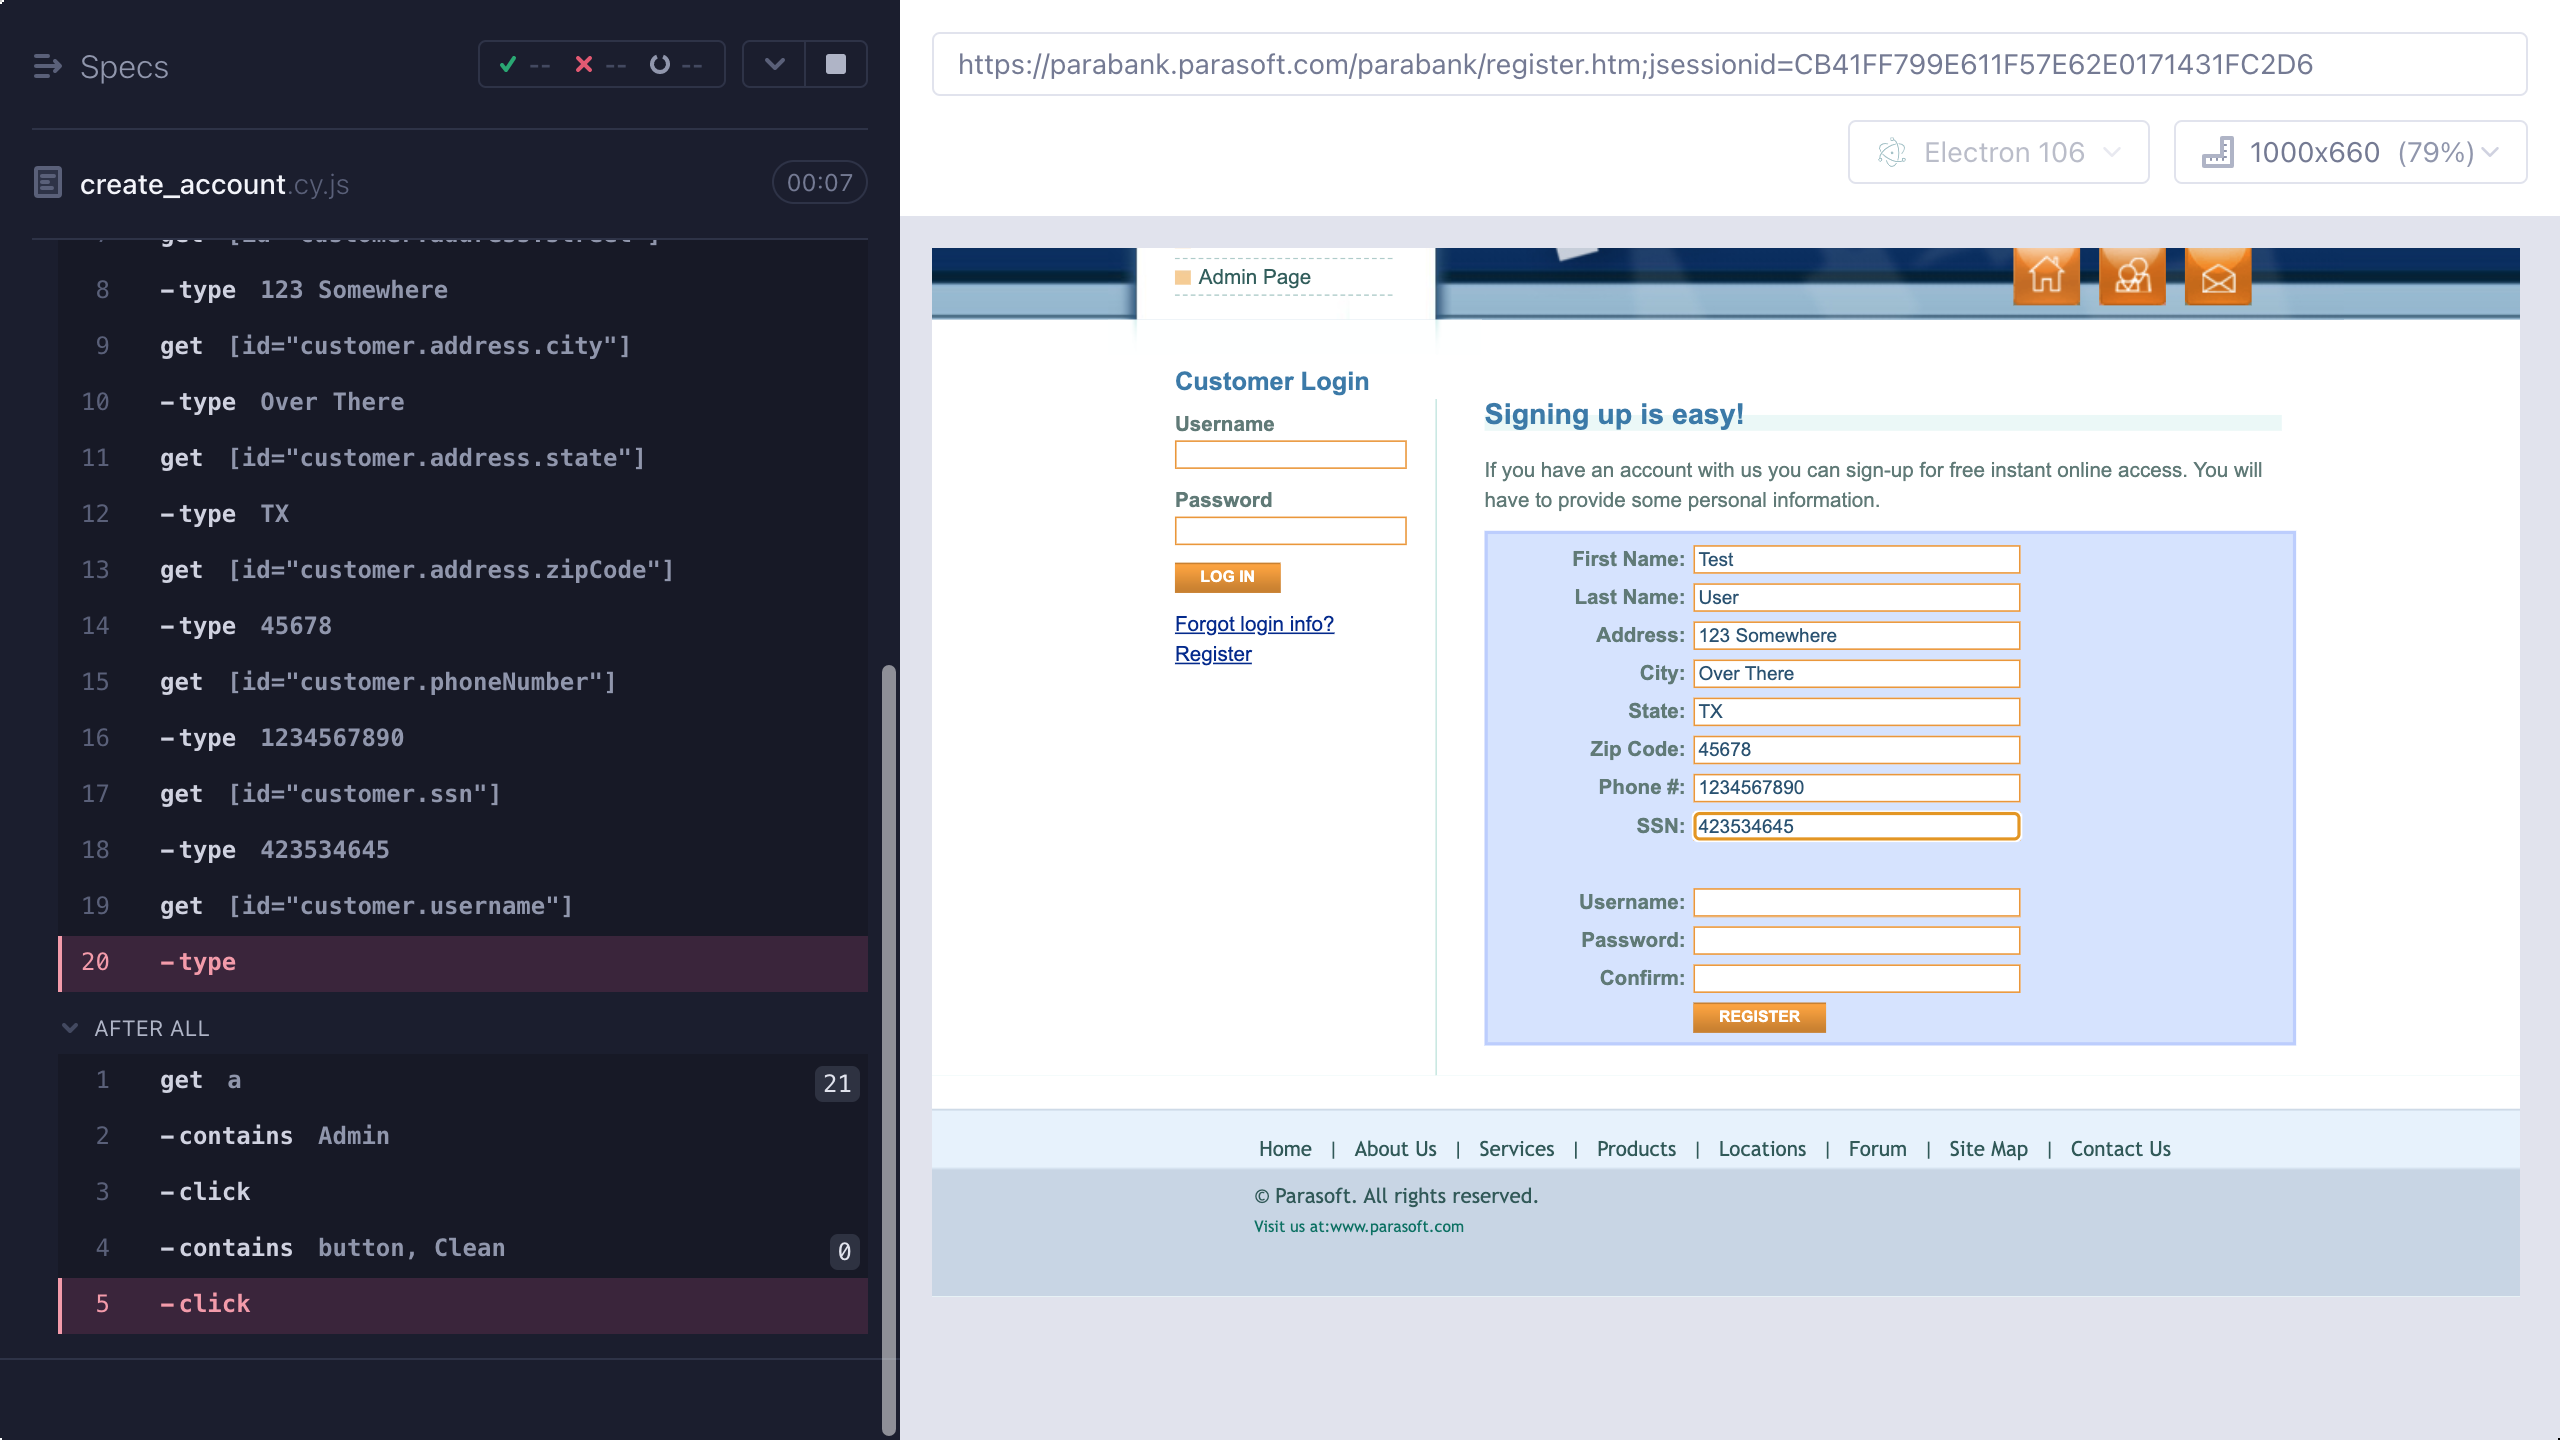 Specs
-- -- --
create_account.cy.js
00:07
7 get [id="customer.address.street"]
8 -type 123 Somewhere
9 get [id="customer.address.city"]
10 -type Over There
11 get [id="customer.address.state"]
12 -type TX
13 get [id="customer.address.zipCode"]
14 -type 45678
15 get [id="customer.phoneNumber"]
16 -type 1234567890
17 get [id="customer.ssn"]
18 -type 423534645
19 get [id="customer.username"]
20 -type
AFTER ALL
1 get a 21
2 -contains Admin
3 -click
4 -contains button, Clean 0
5 -click
https://parabank.parasoft.com/parabank/register.htm;jsessionid=CB41FF799E611F57E62E0171431FC2D6
Electron 106
1000x660 (79%)
Admin Page
Customer Login
Username
Password
LOG IN
Forgot login info?
Register
Signing up is easy!
If you have an account with us you can sign-up for free instant online access. You will
have to provide some personal information.
First Name: Test
Last Name: User
Address: 123 Somewhere
City: Over There
State: TX
Zip Code: 45678
Phone #: 1234567890
SSN: 423534645
Username:
Password:
Confirm:
REGISTER
Home | About Us | Services | Products | Locations | Forum | Site Map | Contact Us
© Parasoft. All rights reserved.
Visit us at:www.parasoft.com